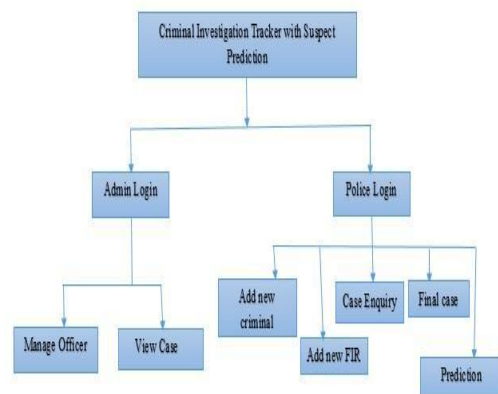 Criminal Investigation Tracker with Suspect
Prediction
Admin Login
Police Login
Add new
criminal
Case Enquiry
Final case
Manage Officer
View Case
Add new FIR
Prediction